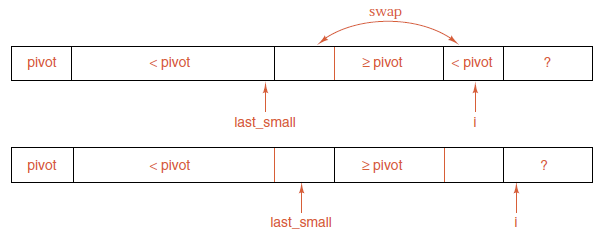 swap
pivot < pivot ≥ pivot < pivot ?
last_small i
pivot < pivot ≥ pivot ?
last_small i